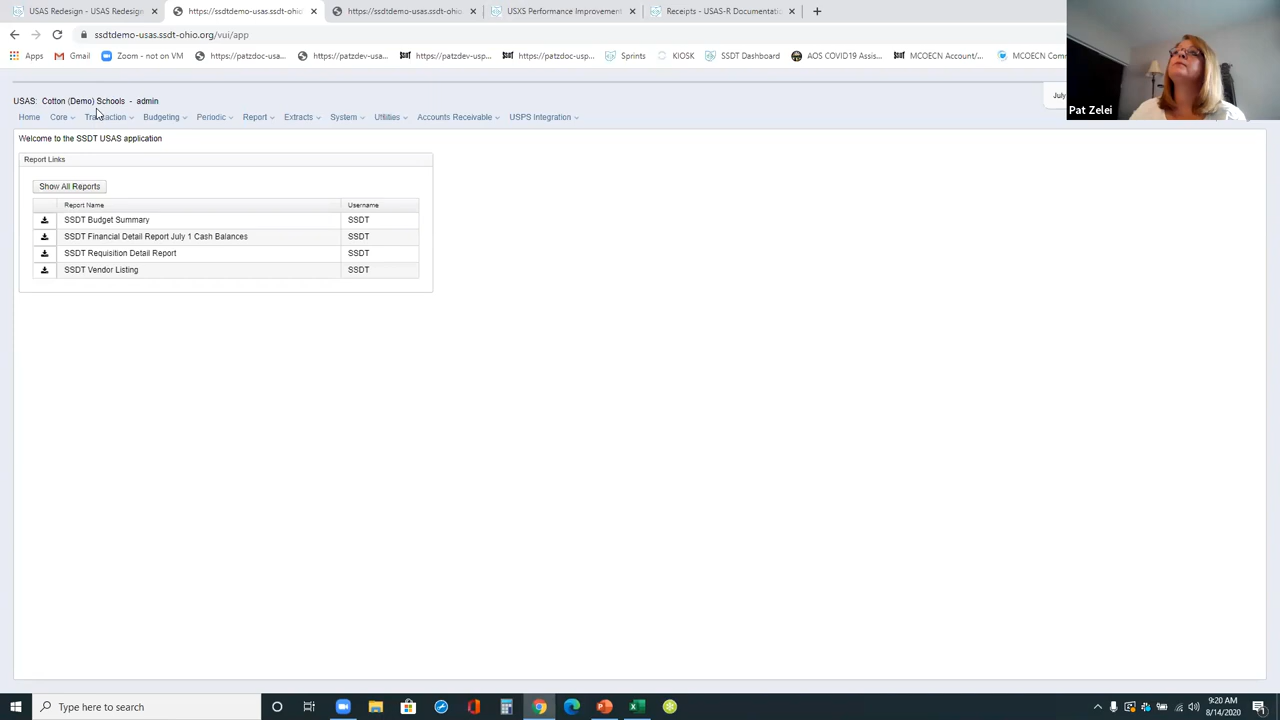 USAS Redesign - USAS Redesign
https://ssdtdemo-usas.ssdt-ohio
https://ssdtdemo-usas.ssdt-ohio
USXS Performance Improvement
Receipts - USAS-R Documentation
ssdtdemo-usas.ssdt-ohio.org/vui/app
Apps
Gmail
Zoom - not on VM
https://patzdoc-usa...
https://patzdev-usp...
https://patzdoc-usp...
Sprints
KIOSK
SSDT Dashboard
AOS COVID19 Assis...
MCOECN Account/...
MCOECN Com
Pat Zelei
USAS: Cotton (Demo) Schools - admin
July
Home Core Transaction Budgeting Periodic Report Extracts System Utilities Accounts Receivable USPS Integration
Welcome to the SSDT USAS application
Report Links
Show All Reports
Report Name Username
SSDT Budget Summary SSDT
SSDT Financial Detail Report July 1 Cash Balances SSDT
SSDT Requisition Detail Report SSDT
SSDT Vendor Listing SSDT
Type here to search
9:20 AM
8/14/2020